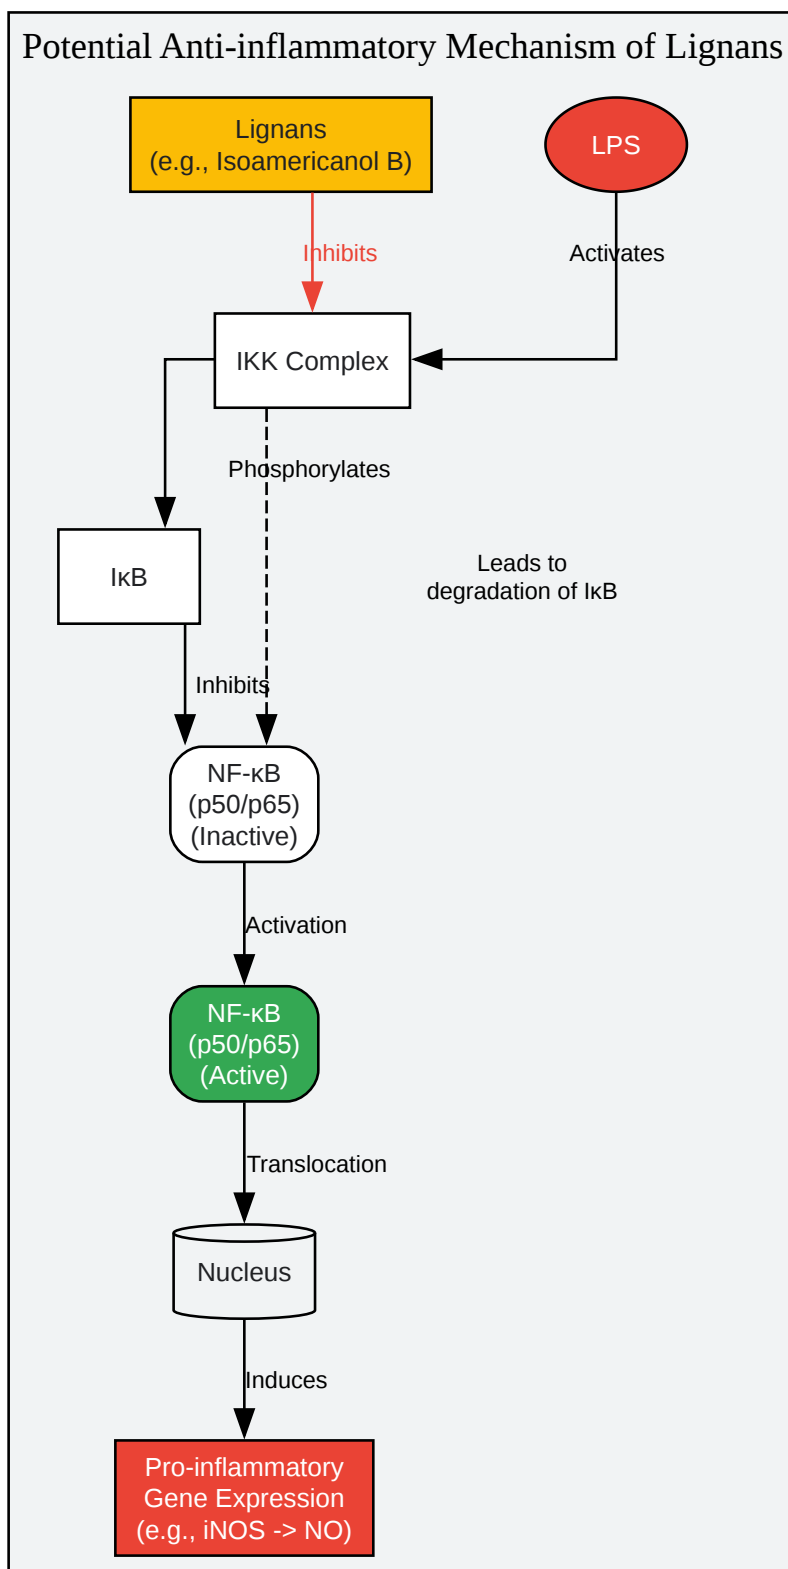 Potential Anti-inflammatory Mechanism of Lignans
Lignans
(e.g., Isoamericanol B)
LPS
Inhibits
Activates
IKK Complex
Phosphorylates
Leads to
degradation of IκB
IκB
Inhibits
NF-κB
(p50/p65)
(Inactive)
Activation
NF-κB
(p50/p65)
(Active)
Translocation
Nucleus
Induces
Pro-inflammatory
Gene Expression
(e.g., iNOS -> NO)